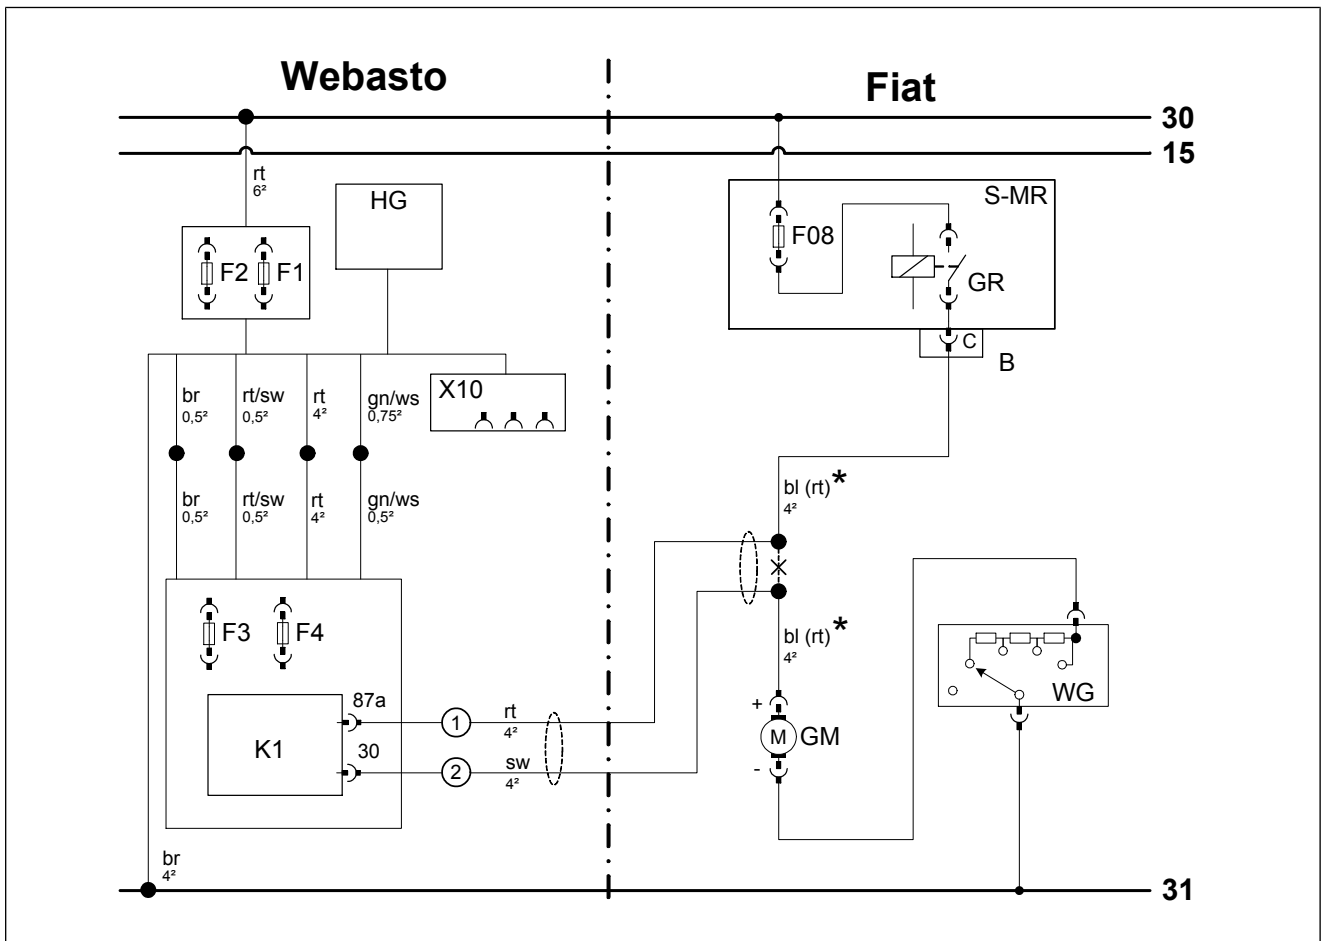 Webasto
Fiat
30
15
rt
6²
HG
S-MR
F2
F1
F08
GR
C
B
X10
br
0,5²
rt/sw
0,5²
rt
4²
gn/ws
0,75²
br
0,5²
rt/sw
0,5²
rt
4²
gn/ws
0,5²
bl (rt)*
4²
F3
F4
bl (rt)*
4²
WG
87a
K1
30
1
rt
4²
2
sw
4²
+
M
GM
-
br
4²
31